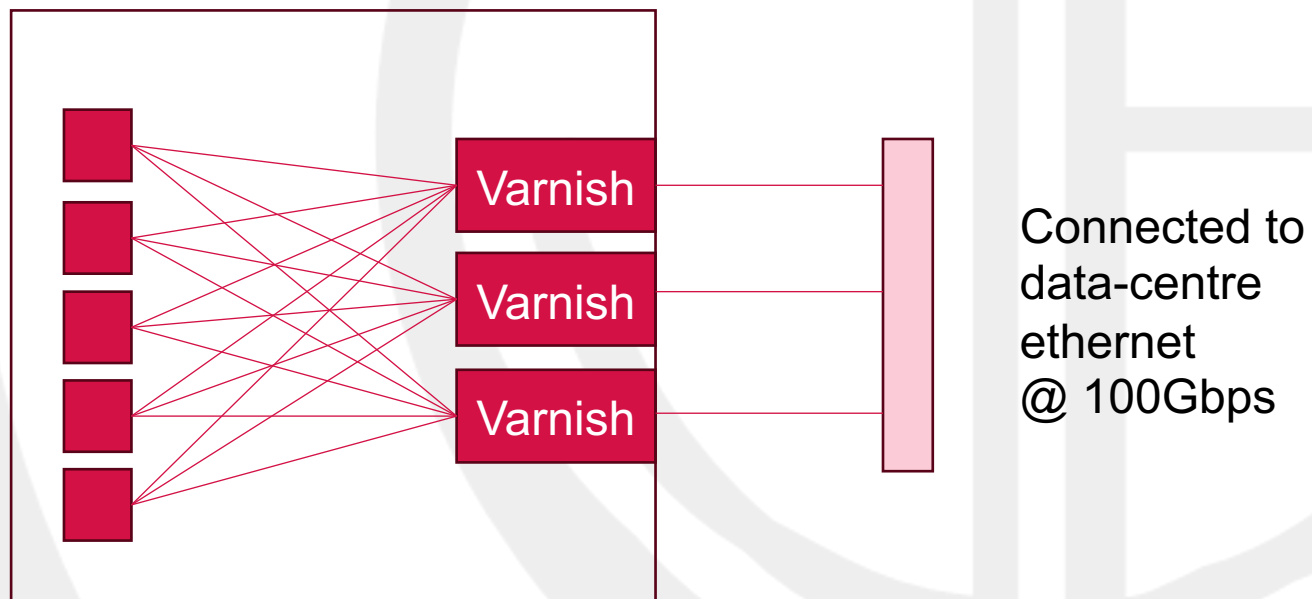 Varnish
Varnish
Varnish
Connected to
data-centre
ethernet
@ 100Gbps